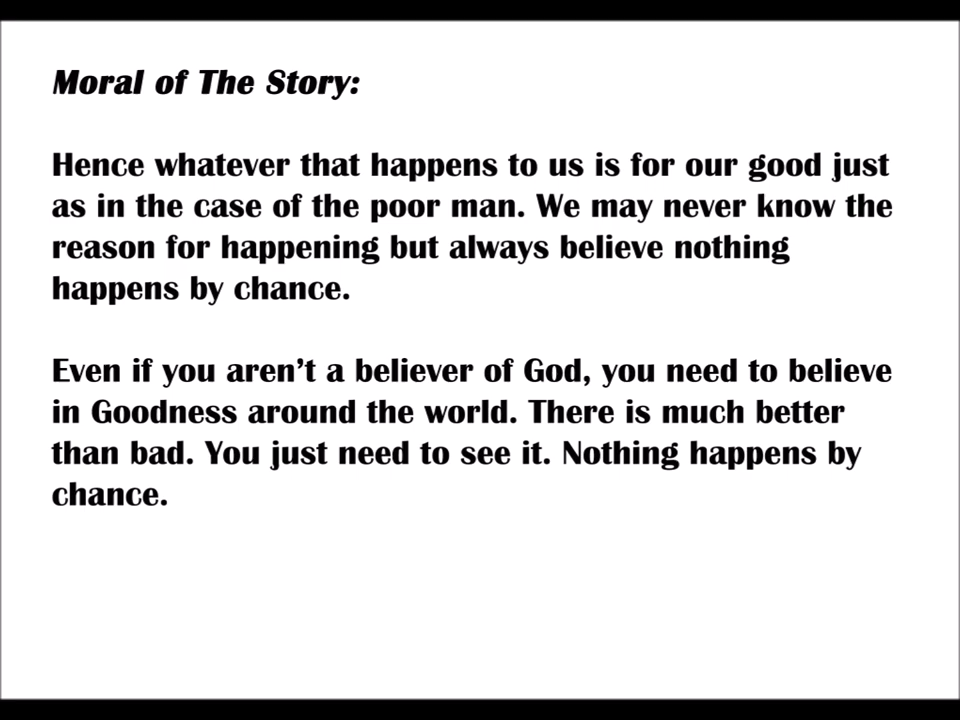 Moral of The Story:
Hence whatever that happens to us is for our good just
as in the case of the poor man. We may never know the
reason for happening but always believe nothing
happens by chance.
Even if you aren’t a believer of God, you need to believe
in Goodness around the world. There is much better
than bad. You just need to see it. Nothing happens by
chance.